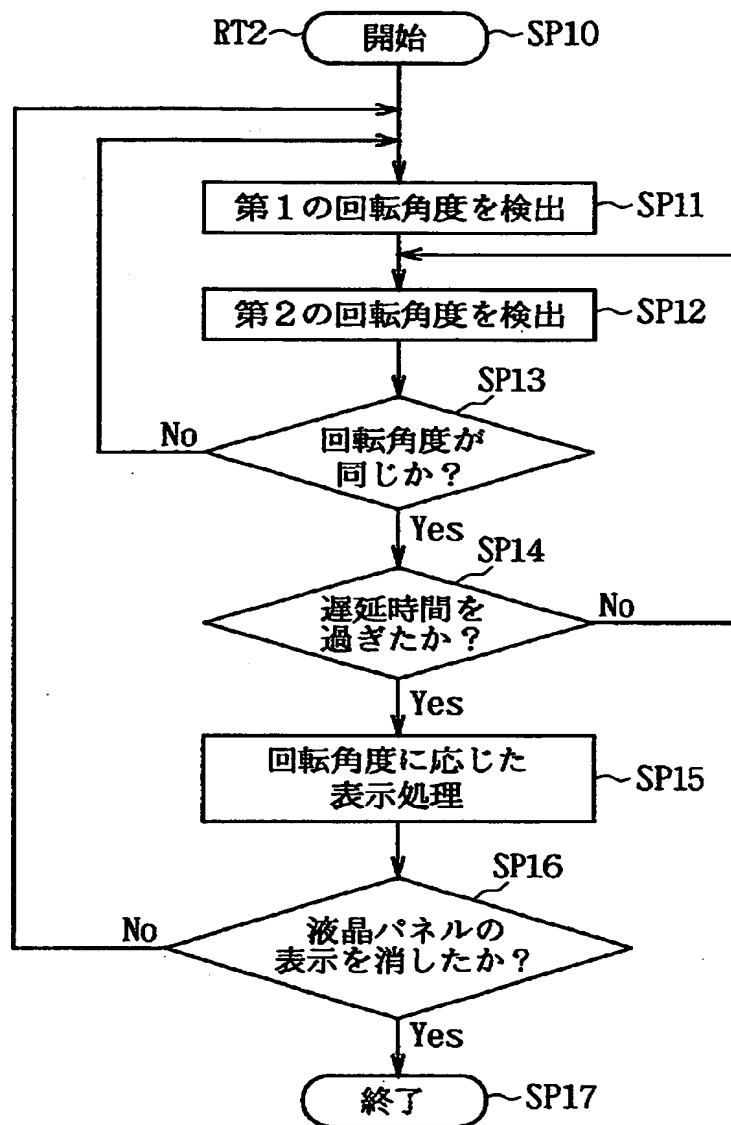 RT2 開始 SP10
第1の回転角度を検出 SP11
第2の回転角度を検出 SP12
SP13
No 回転角度が
同じか?
Yes
SP14
遅延時間を No
過ぎたか?
Yes
回転角度に応じた
表示処理 SP15
SP16
No 液晶パネルの
表示を消したか?
Yes
終了 SP17